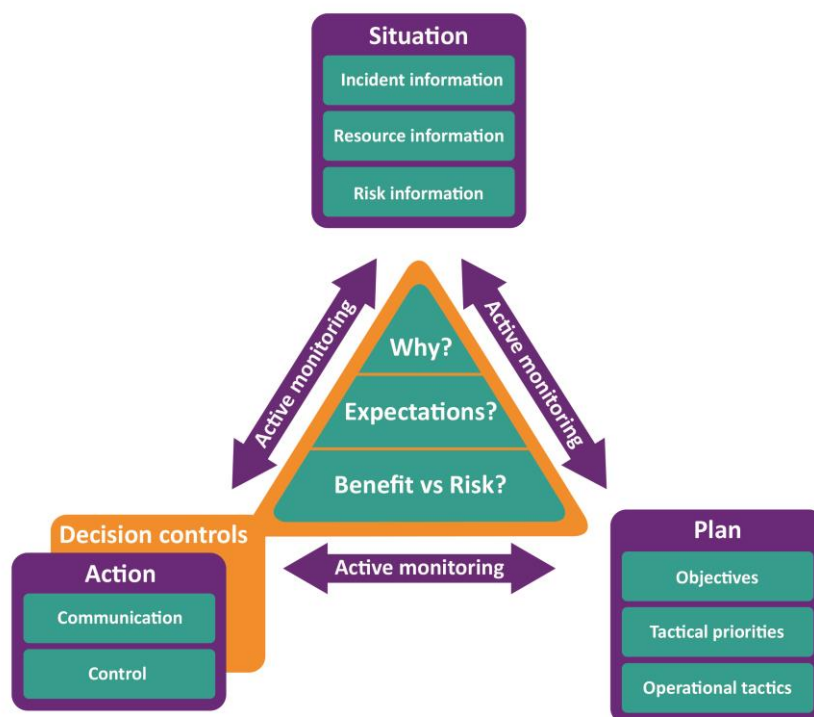 Situation
Incident information
Resource information
Risk information
Active monitoring
Active monitoring
Why?
Expectations?
Benefit vs Risk?
Decision controls
Action
Communication
Control
Active monitoring
Plan
Objectives
Tactical priorities
Operational tactics